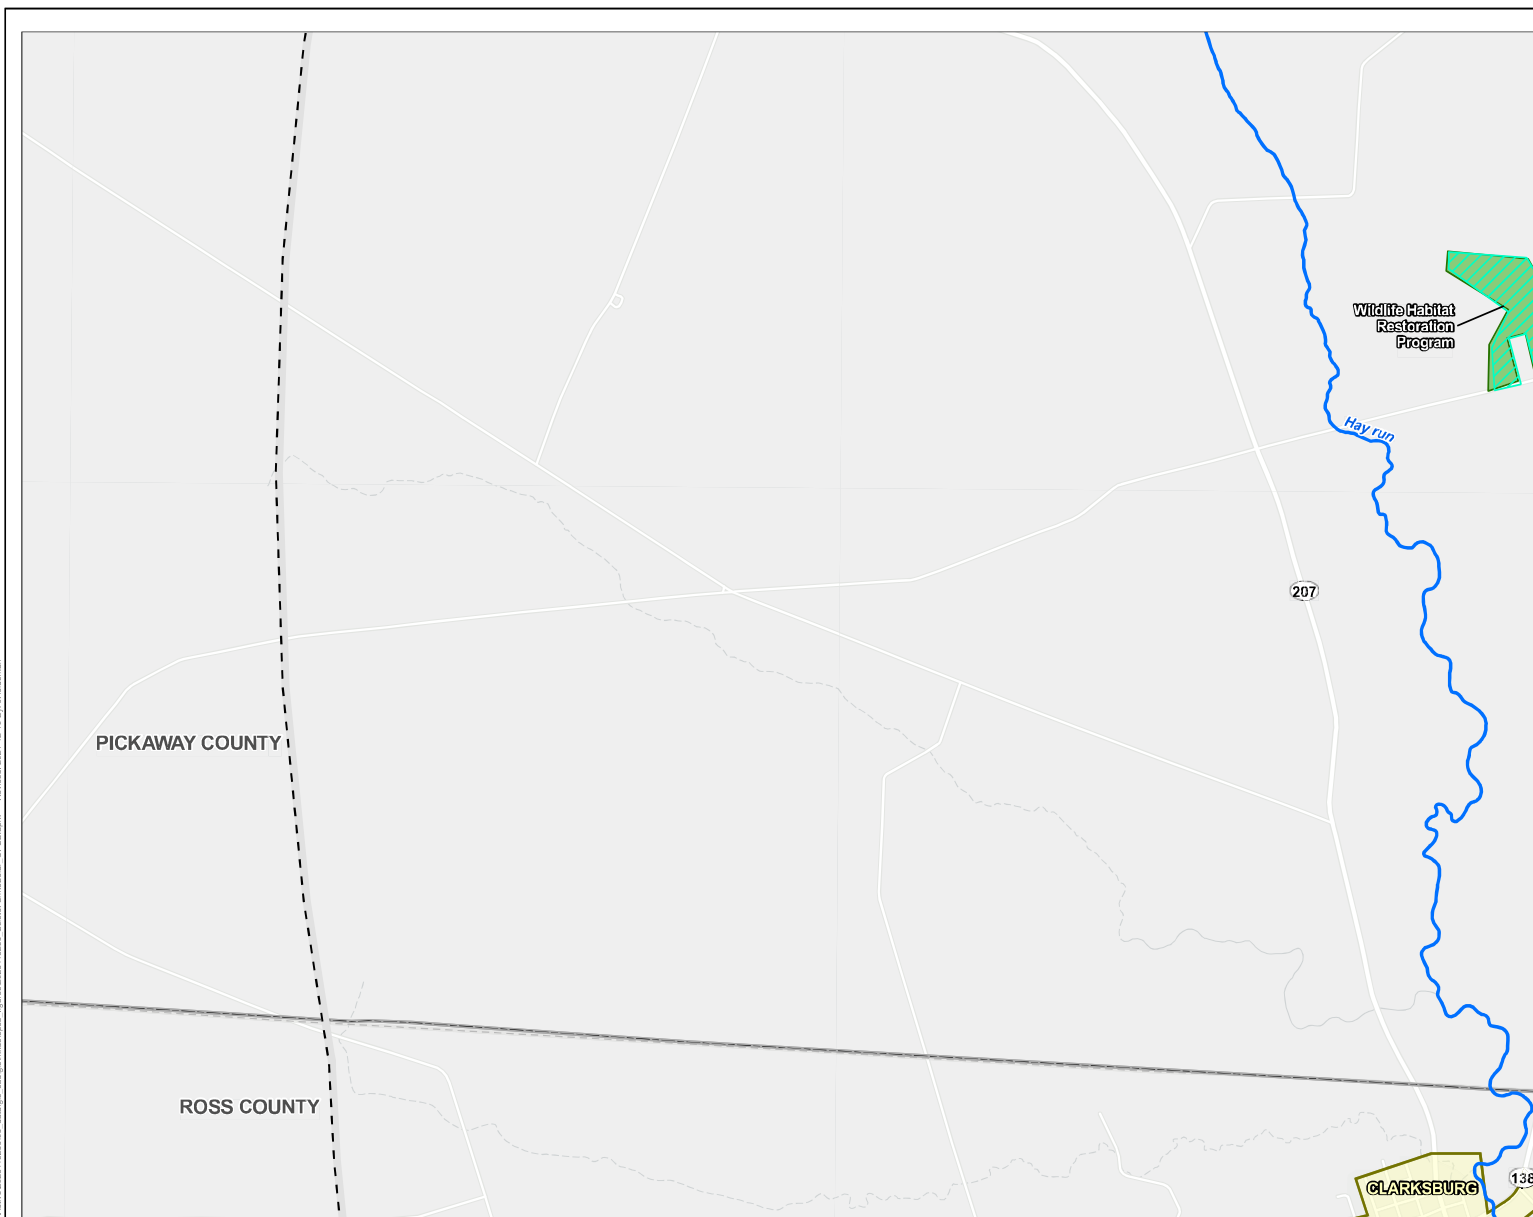 Wildlife Habitat
Restoration
Program
Hay run
207
PICKAWAY COUNTY
ROSS COUNTY
CLARKSBURG
138